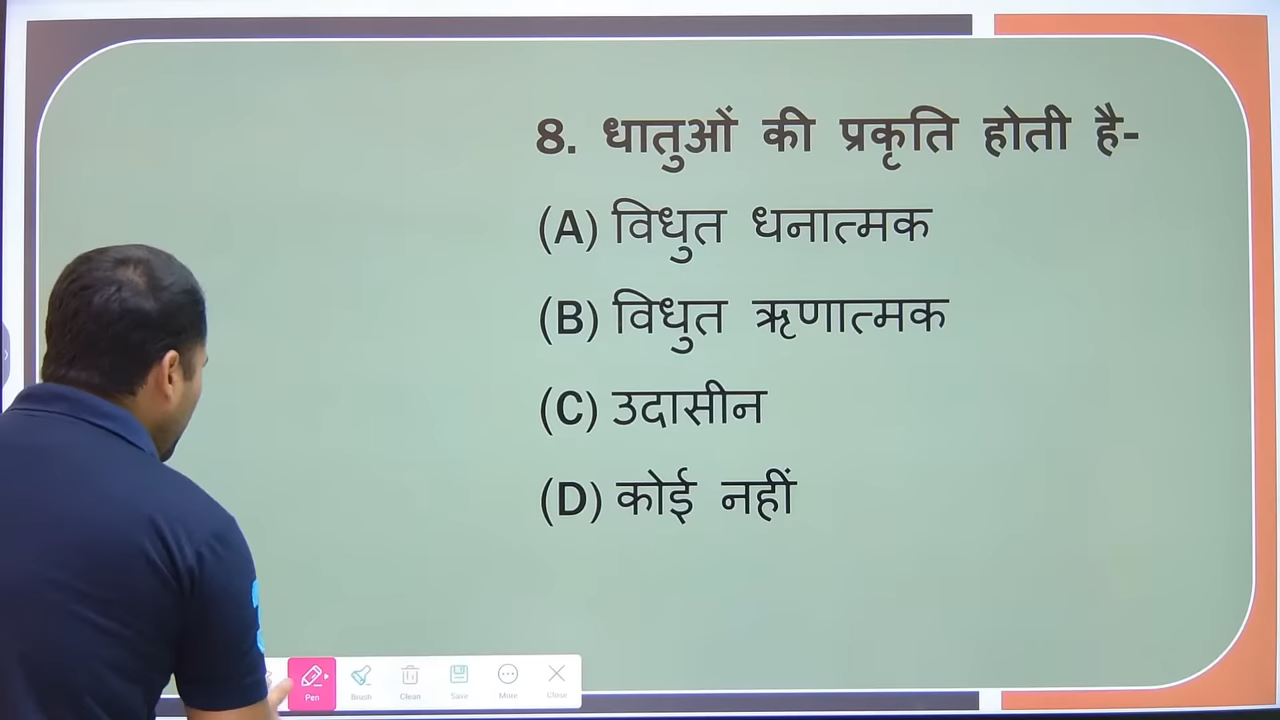 8. धातुओं की प्रकृति होती है-
(A) विधुत धनात्मक
(B) विधुत ऋणात्मक
(C) उदासीन
(D) कोई नहीं
Pen Brush Clean Save More Close